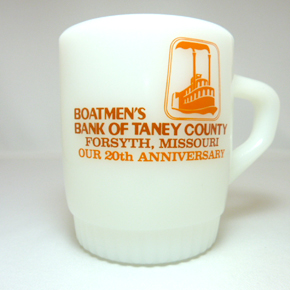 BOATMEN'S
BANK OF TANEY COUNTY
FORSYTH, MISSOURI
OUR 20th ANNIVERSARY